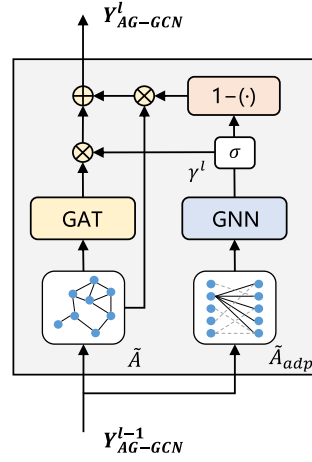 Y^l_{AG-GCN}
1-(·)
σ
γ^l
GAT
GNN
Ã
Ã_{adp}
Y^{l-1}_{AG-GCN}